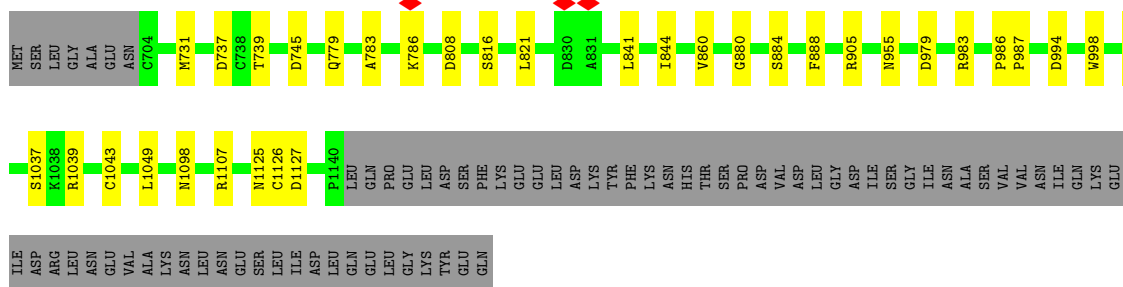 MET SER LEU GLY ALA GLU ASN C704 M731 D737 C738 T739 D745 Q779 A783 K786 D808 S816 L821 D830 A831 L841 I844 V860 G880 S884 F888 R905 N955 D979 R983 P986 P987 D994 W998
S1037 K1038 R1039 C1043 L1049 N1098 R1107 N1125 C1126 D1127 P1140 LEU GLN PRO GLU LEU ASP SER PHE LYS GLU GLU LEU ASP LYS TYR PHE LYS ASN HIS THR SER PRO ASP VAL ASP LEU GLY ASP ILE SER GLY ILE ASN ALA SER VAL VAL ASN ILE GLN LYS GLU
ILE ASP ARG LEU ASN GLU VAL ALA LYS ASN LEU ASN GLU SER LEU ILE ASP LEU GLN GLU LEU GLY LYS TYR GLU GLN